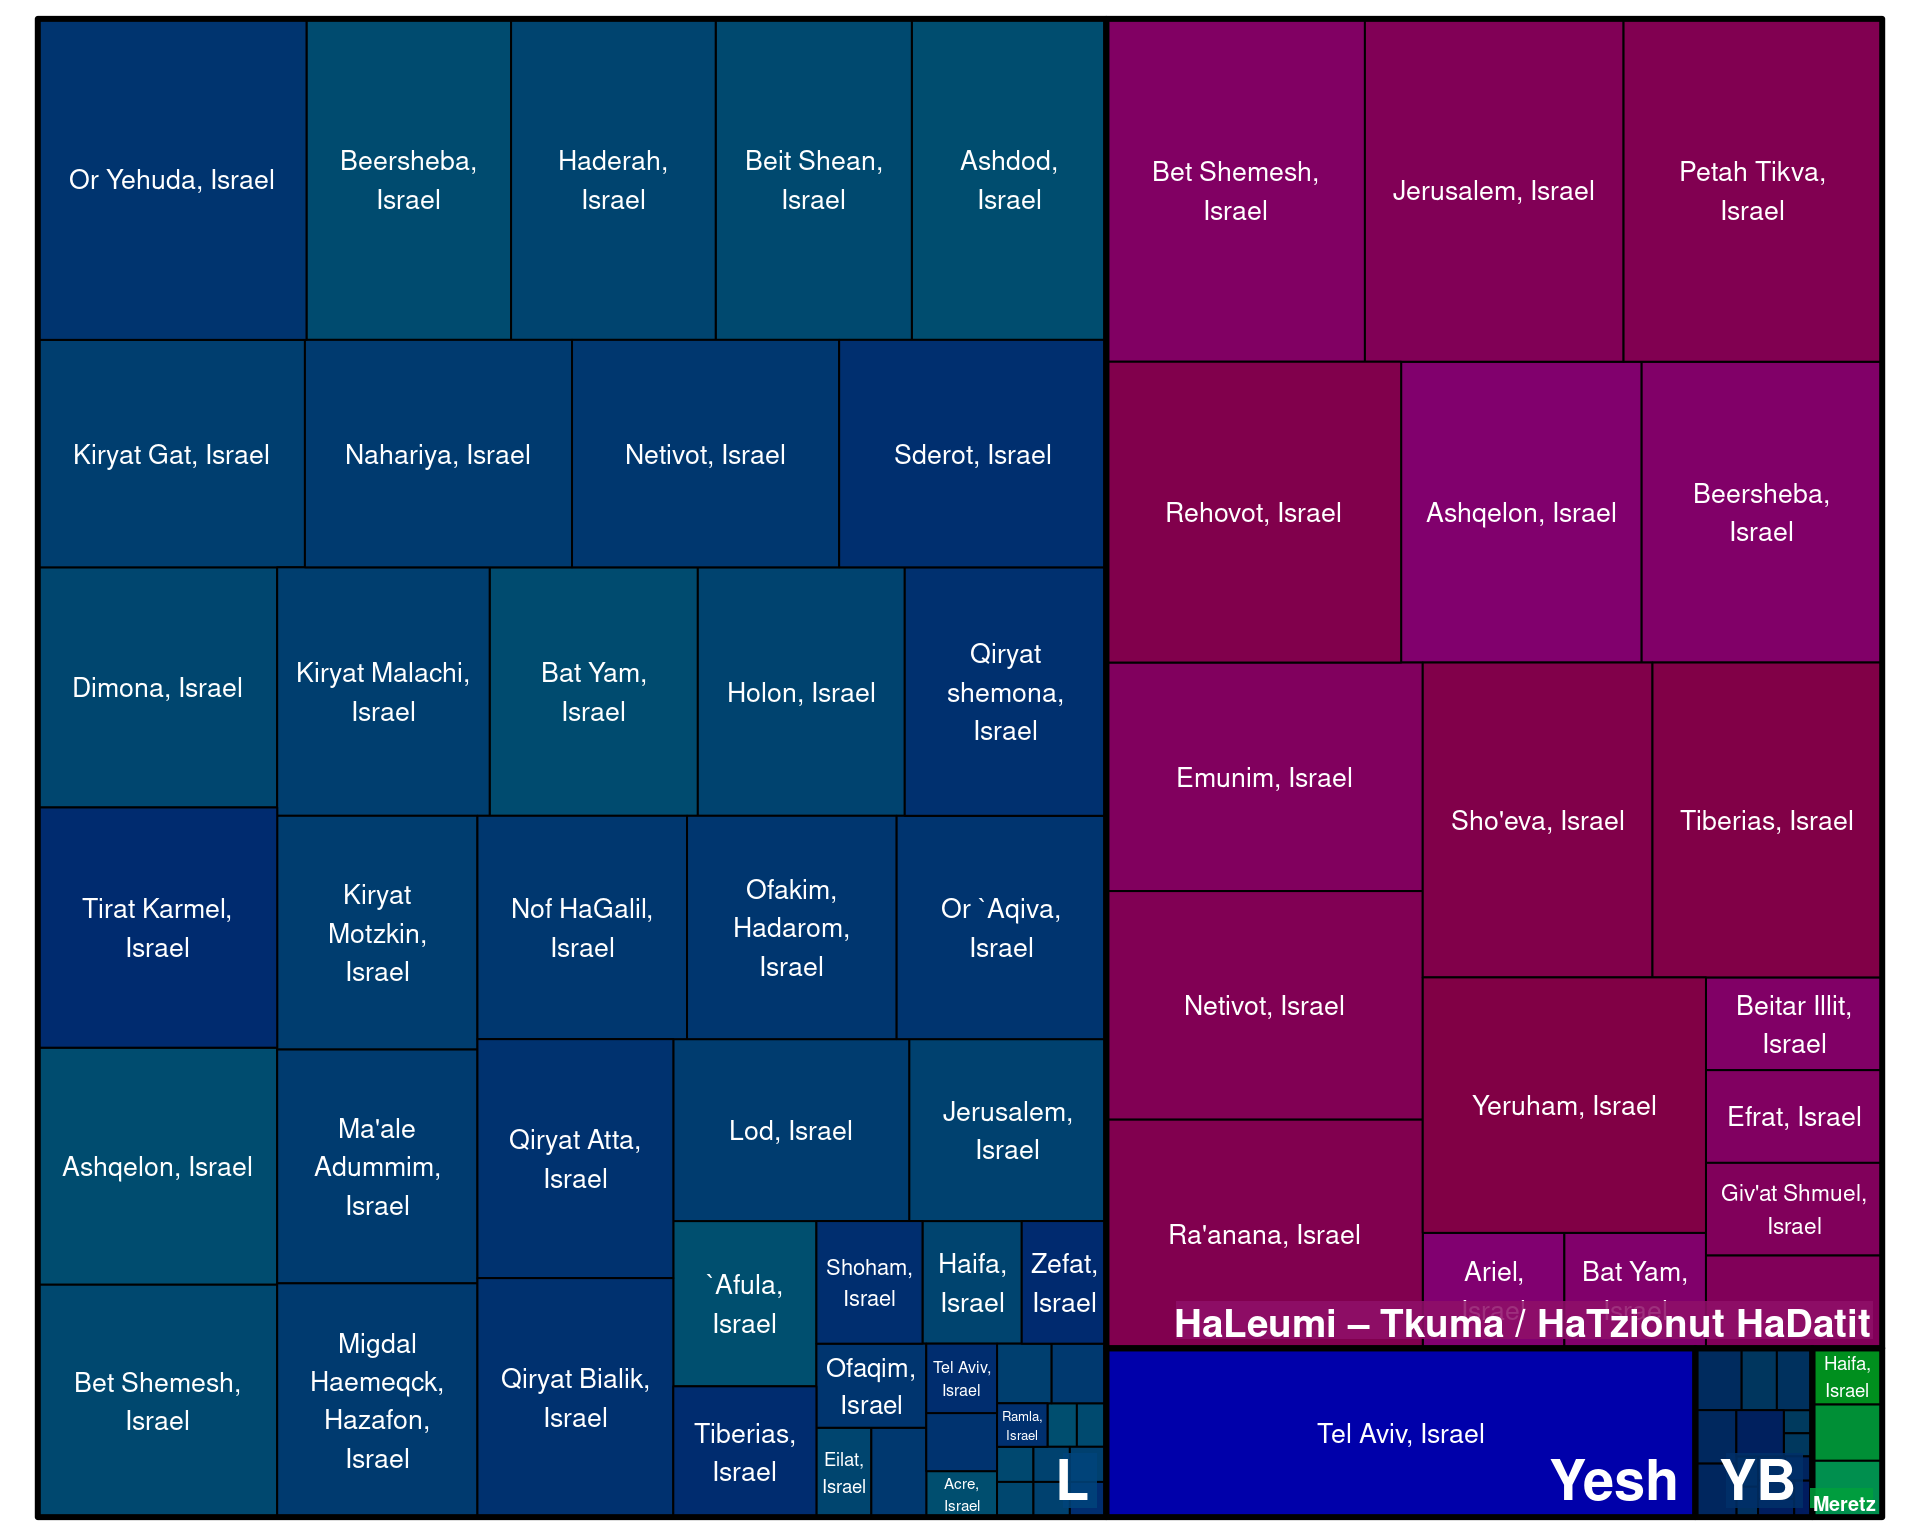 Or Yehuda, Israel
Beersheba,
Israel
Haderah,
Israel
Beit Shean,
Israel
Ashdod,
Israel
Kiryat Gat, Israel
Nahariya, Israel
Netivot, Israel
Sderot, Israel
Dimona, Israel
Kiryat Malachi,
Israel
Bat Yam,
Israel
Holon, Israel
Qiryat
shemona,
Israel
Tirat Karmel,
Israel
Kiryat
Motzkin,
Israel
Nof HaGalil,
Israel
Ofakim,
Hadarom,
Israel
Or `Aqiva,
Israel
Ashqelon, Israel
Ma'ale
Adummim,
Israel
Qiryat Atta,
Israel
Lod, Israel
Jerusalem,
Israel
Bet Shemesh,
Israel
Migdal
Haemeqck,
Hazafon,
Israel
Qiryat Bialik,
Israel
`Afula,
Israel
Shoham,
Israel
Haifa,
Israel
Zefat,
Israel
Tiberias,
Israel
Ofaqim,
Israel
Tel Aviv,
Israel
Ramla,
Israel
Eilat,
Israel
Acre,
Israel
L
Bet Shemesh,
Israel
Jerusalem, Israel
Petah Tikva,
Israel
Rehovot, Israel
Ashqelon, Israel
Beersheba,
Israel
Emunim, Israel
Sho'eva, Israel
Tiberias, Israel
Netivot, Israel
Yeruham, Israel
Beitar Illit,
Israel
Efrat, Israel
Giv'at Shmuel,
Israel
Ra'anana, Israel
Ariel,
Israel
Bat Yam,
Israel
HaLeumi – Tkuma / HaTzionut HaDatit
Tel Aviv, Israel
Yesh
YB
Haifa,
Israel
Meretz